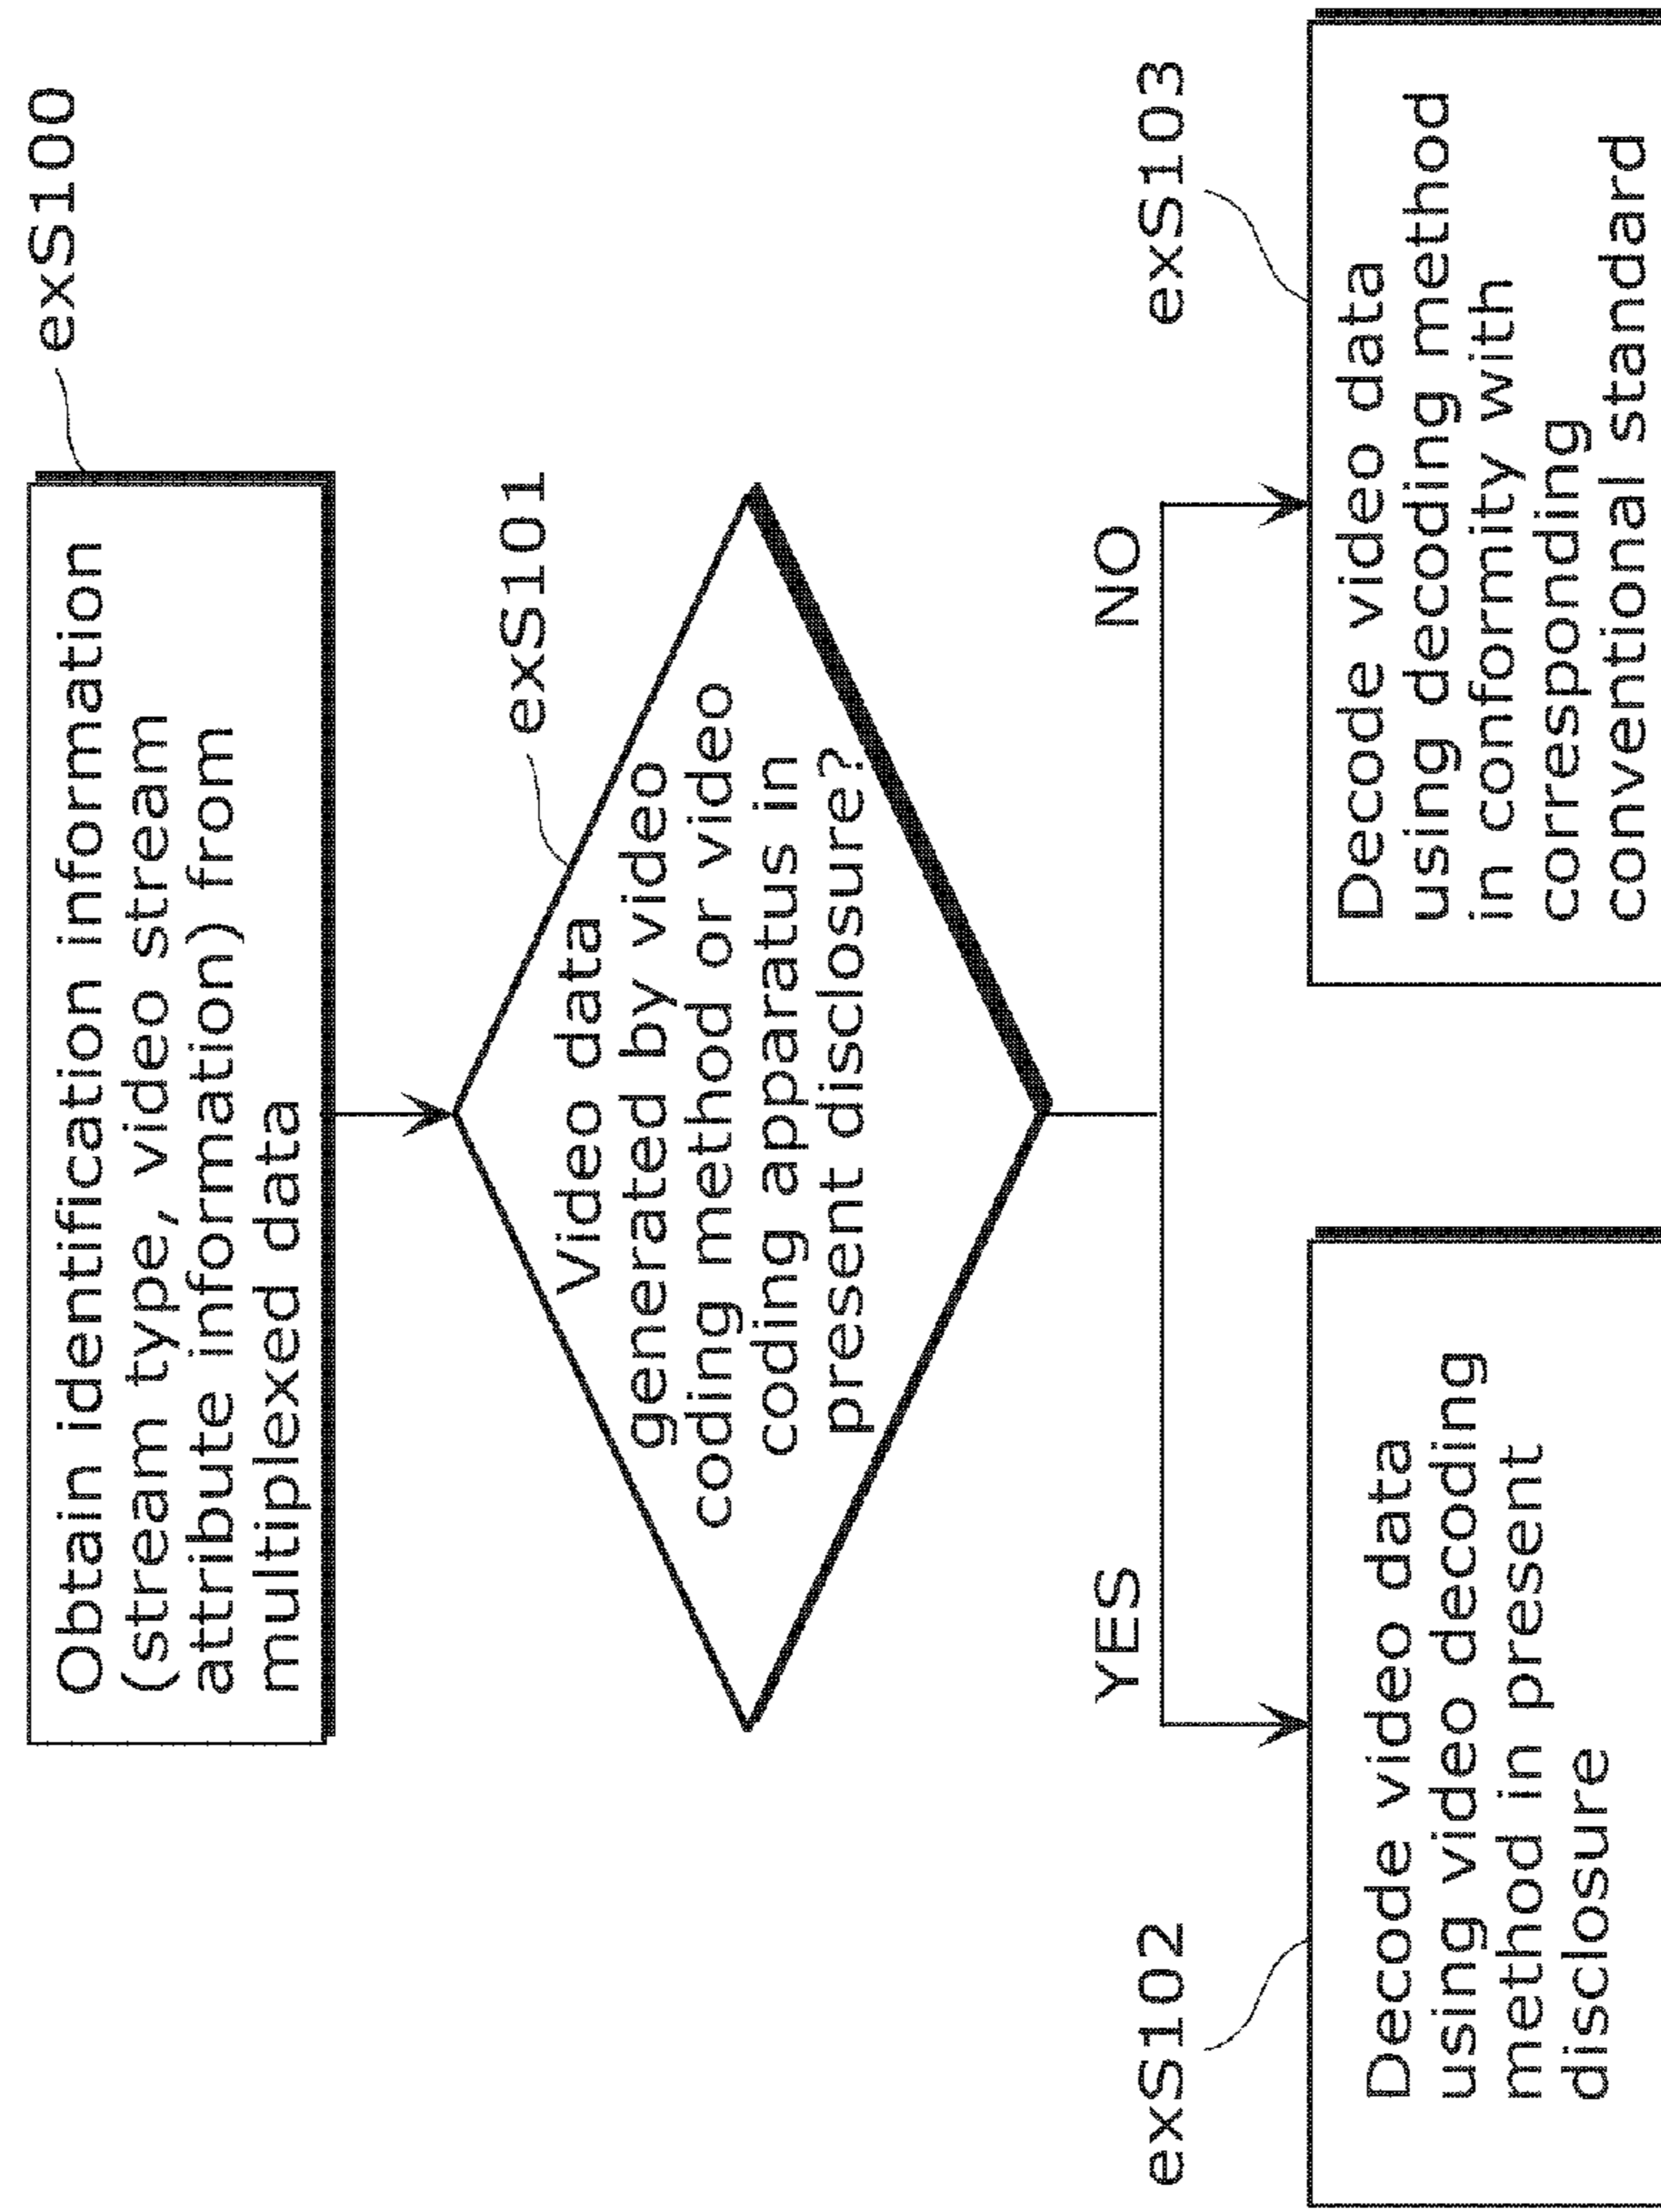 exS100
Obtain identification information
(stream type, video stream
attribute information) from
multiplexed data
exS101
Video data
generated by video
coding method or video
coding apparatus in
present disclosure?
YES
NO
exS102
Decode video data
using video decoding
method in present
disclosure
exS103
Decode video data
using decoding method
in conformity with
corresponding
conventional standard